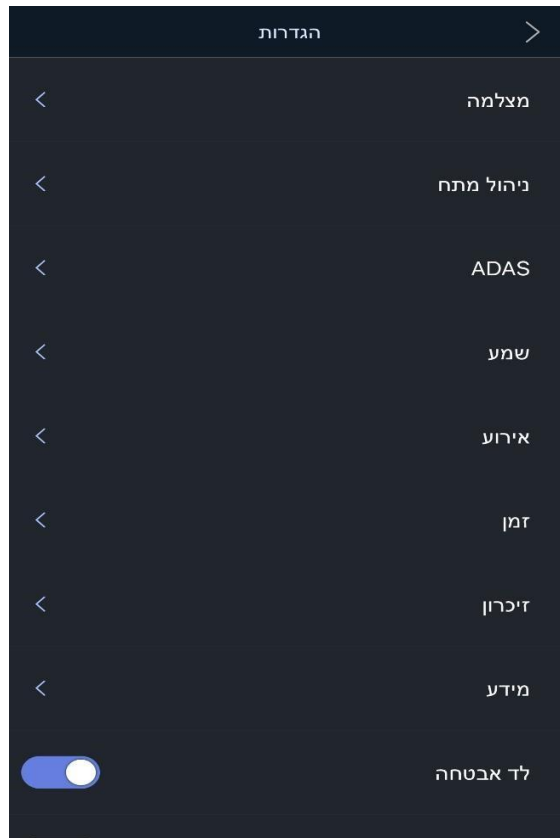 הגדרות
מצלמה
ניהול מתח
ADAS
שמע
אירוע
זמן
זיכרון
מידע
לד אבטחה